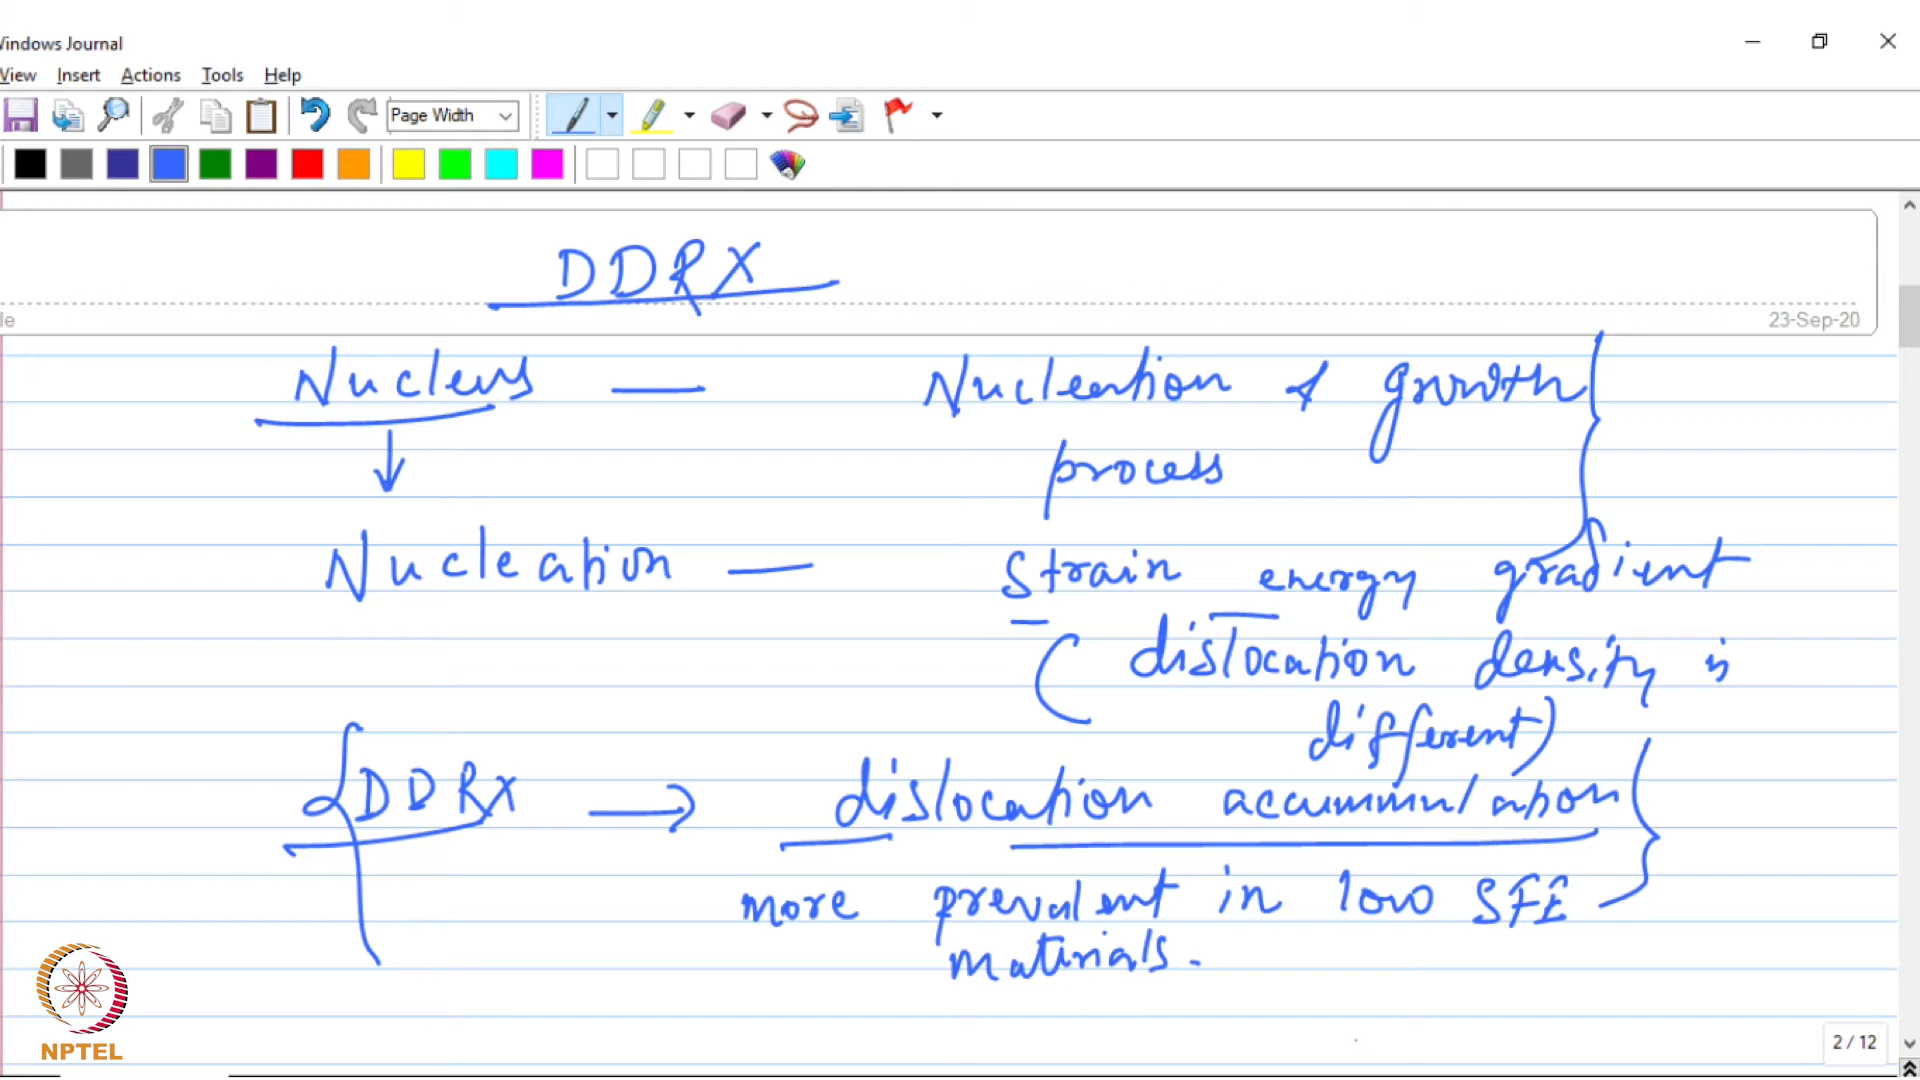 Windows Journal
View Insert Actions Tools Help
Page Width
DDRX
23-Sep-20
Nucleus — Nucleation & growth
process
Nucleation — Strain energy gradient
( dislocation density is
different)
DDRX → dislocation accummulation
more prevalent in low SFE
materials.
NPTEL
2 / 12